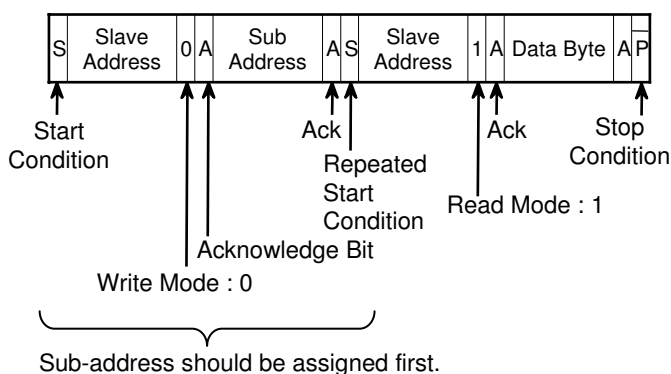 S Slave Address 0 A Sub Address A S Slave Address 1 A Data Byte A P
Start Condition
Ack
Ack
Stop Condition
Repeated Start Condition
Read Mode : 1
Acknowledge Bit
Write Mode : 0
Sub-address should be assigned first.